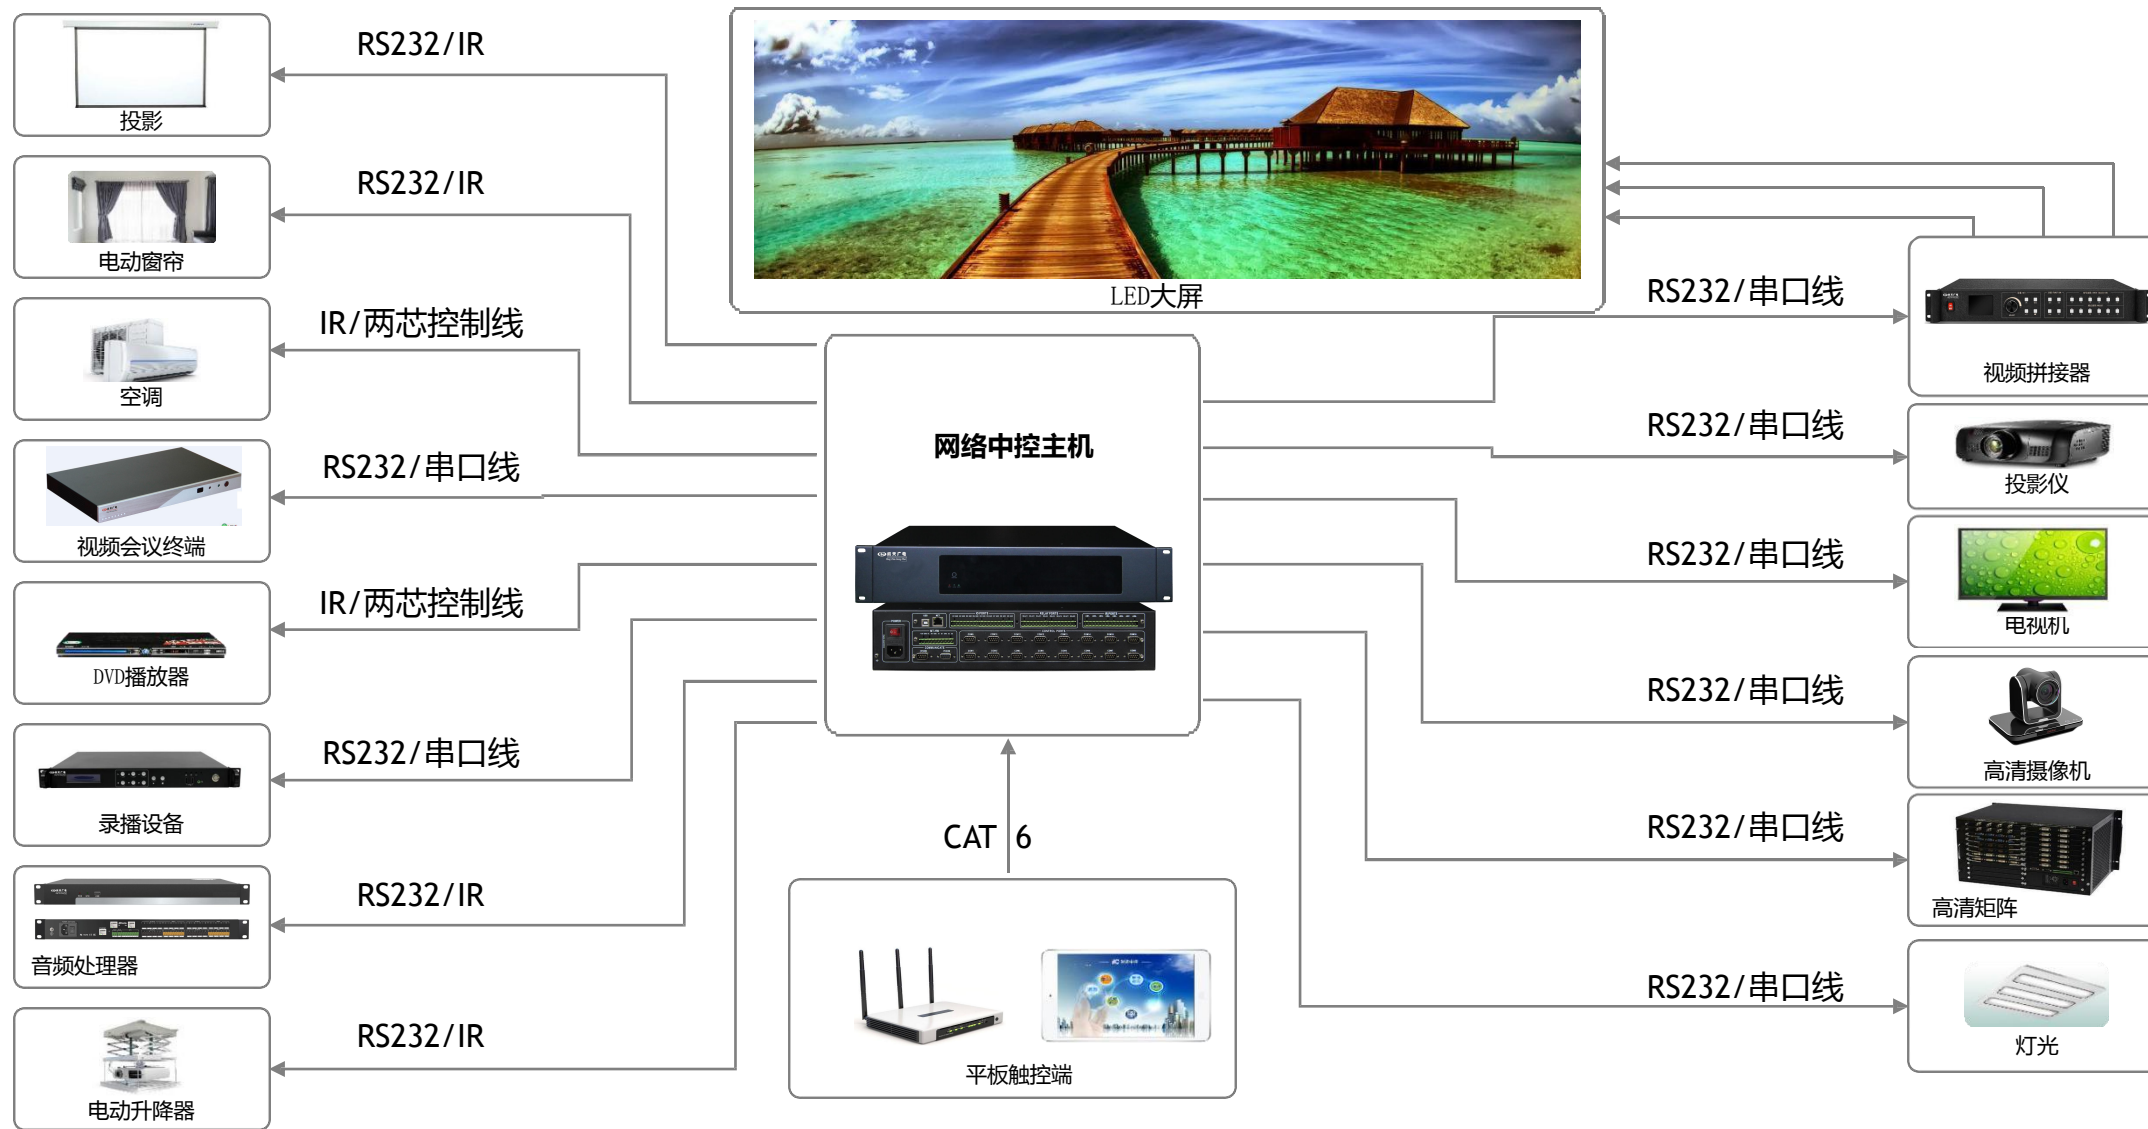 RS232/IR
投影
RS232/IR
电动窗帘
IR/两芯控制线
空调
RS232/串口线
视频会议终端
IR/两芯控制线
DVD播放器
RS232/串口线
录播设备
RS232/IR
音频处理器
RS232/IR
电动升降器
LED大屏
网络中控主机
CAT 6
平板触控端
RS232/串口线
视频拼接器
RS232/串口线
投影仪
RS232/串口线
电视机
RS232/串口线
高清摄像机
RS232/串口线
高清矩阵
RS232/串口线
灯光